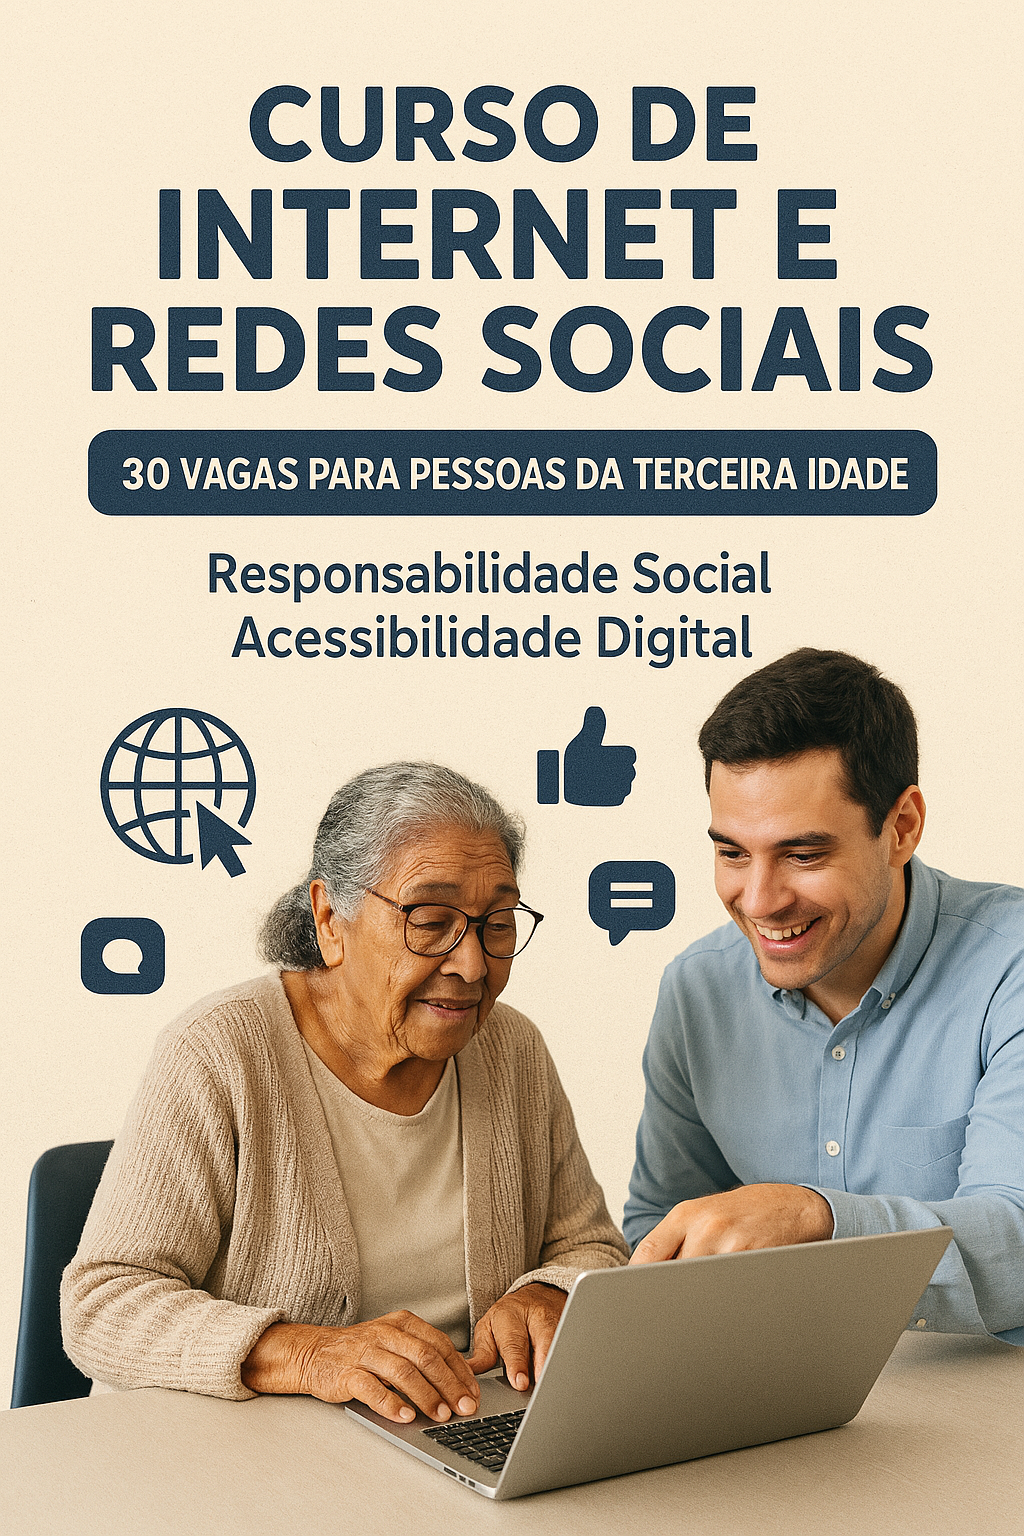 CURSO DE
INTERNET E
REDES SOCIAIS
30 VAGAS PARA PESSOAS DA TERCEIRA IDADE
Responsabilidade Social
Acessibilidade Digital